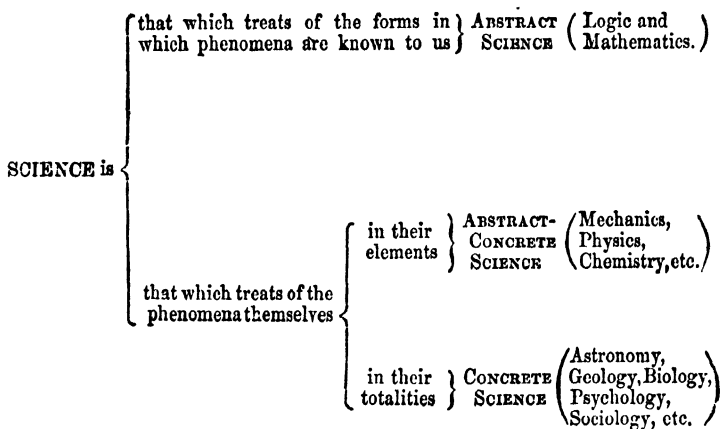 that which treats of the forms in
which phenomena are known to us
ABSTRACT
SCIENCE
Logic and
Mathematics.
SCIENCE is
that which treats of the
phenomena themselves
in their
elements
ABSTRACT-
CONCRETE
SCIENCE
Mechanics,
Physics,
Chemistry, etc.
in their
totalities
CONCRETE
SCIENCE
Astronomy,
Geology, Biology,
Psychology,
Sociology, etc.